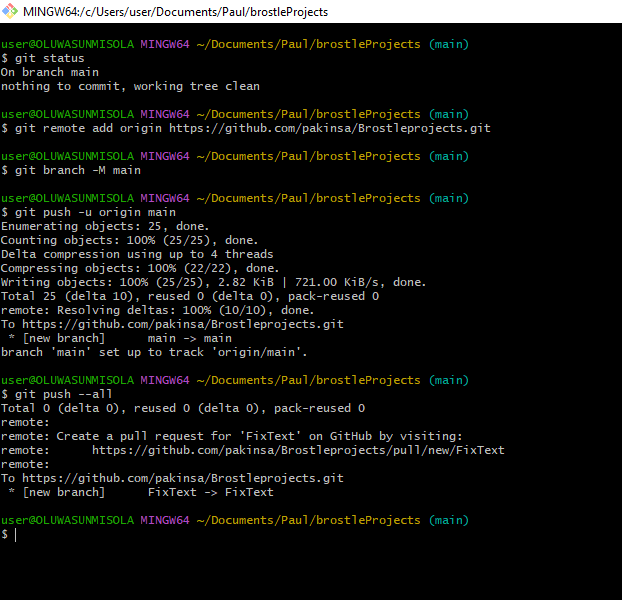 MINGW64:/c/Users/user/Documents/Paul/brostleProjects
user@OLUWASUNMISOLA MINGW64 ~/Documents/Paul/brostleProjects (main)
$ git status
On branch main
nothing to commit, working tree clean
user@OLUWASUNMISOLA MINGW64 ~/Documents/Paul/brostleProjects (main)
$ git remote add origin https://github.com/pakinsa/Brostleprojects.git
user@OLUWASUNMISOLA MINGW64 ~/Documents/Paul/brostleProjects (main)
$ git branch -M main
user@OLUWASUNMISOLA MINGW64 ~/Documents/Paul/brostleProjects (main)
$ git push -u origin main
Enumerating objects: 25, done.
Counting objects: 100% (25/25), done.
Delta compression using up to 4 threads
Compressing objects: 100% (22/22), done.
Writing objects: 100% (25/25), 2.82 KiB | 721.00 KiB/s, done.
Total 25 (delta 10), reused 0 (delta 0), pack-reused 0
remote: Resolving deltas: 100% (10/10), done.
To https://github.com/pakinsa/Brostleprojects.git
 * [new branch]      main -> main
branch 'main' set up to track 'origin/main'.
user@OLUWASUNMISOLA MINGW64 ~/Documents/Paul/brostleProjects (main)
$ git push --all
Total 0 (delta 0), reused 0 (delta 0), pack-reused 0
remote:
remote: Create a pull request for 'FixText' on GitHub by visiting:
remote:      https://github.com/pakinsa/Brostleprojects/pull/new/FixText
remote:
To https://github.com/pakinsa/Brostleprojects.git
 * [new branch]      FixText -> FixText
user@OLUWASUNMISOLA MINGW64 ~/Documents/Paul/brostleProjects (main)
$